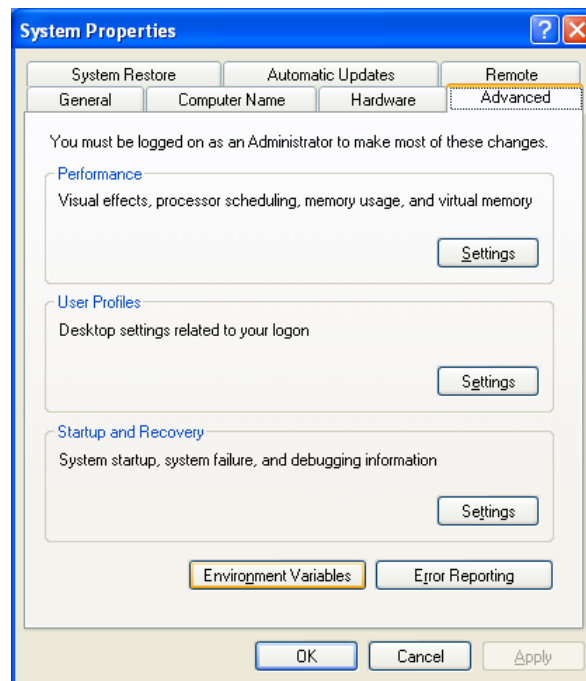 System Properties
System Restore Automatic Updates Remote
General Computer Name Hardware Advanced
You must be logged on as an Administrator to make most of these changes.
Performance
Visual effects, processor scheduling, memory usage, and virtual memory
Settings
User Profiles
Desktop settings related to your logon
Settings
Startup and Recovery
System startup, system failure, and debugging information
Settings
Environment Variables Error Reporting
OK Cancel Apply